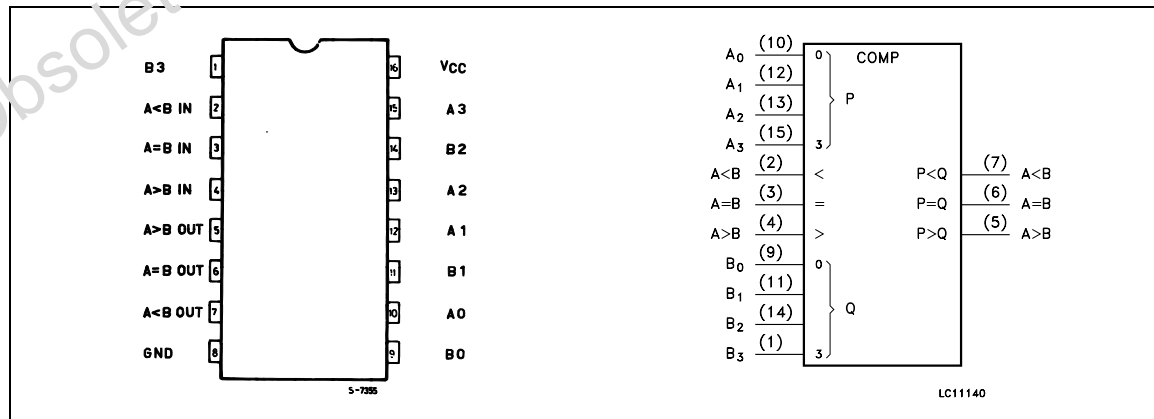 Obsolet
B3 1 16 VCC
A<B IN 2 15 A3
A=B IN 3 14 B2
A>B IN 4 13 A2
A>B OUT 5 12 A1
A=B OUT 6 11 B1
A<B OUT 7 10 A0
GND 8 9 B0
S-7355
COMP
A0 (10) 0
A1 (12) P
A2 (13)
A3 (15) 3
A<B (2) < P<Q (7) A<B
A=B (3) = P=Q (6) A=B
A>B (4) > P>Q (5) A>B
B0 (9) 0
B1 (11) Q
B2 (14)
B3 (1) 3
LC11140